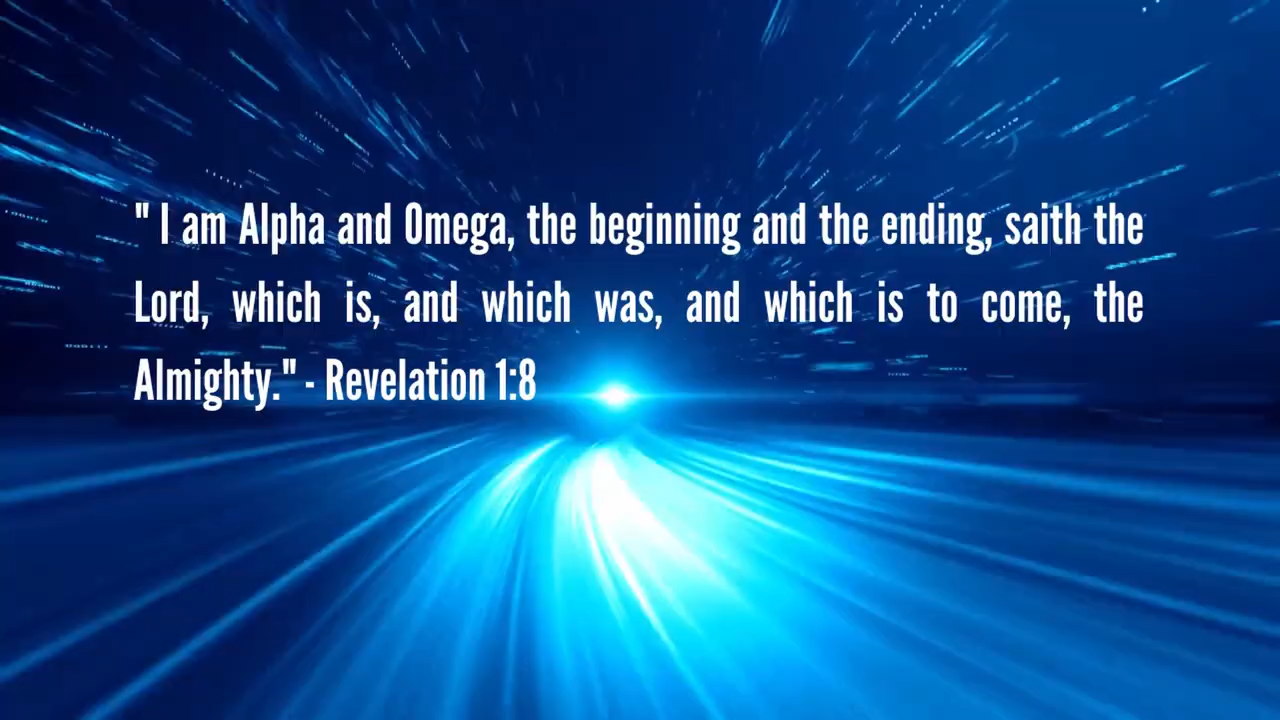 " I am Alpha and Omega, the beginning and the ending, saith the
Lord, which is, and which was, and which is to come, the
Almighty." - Revelation 1:8